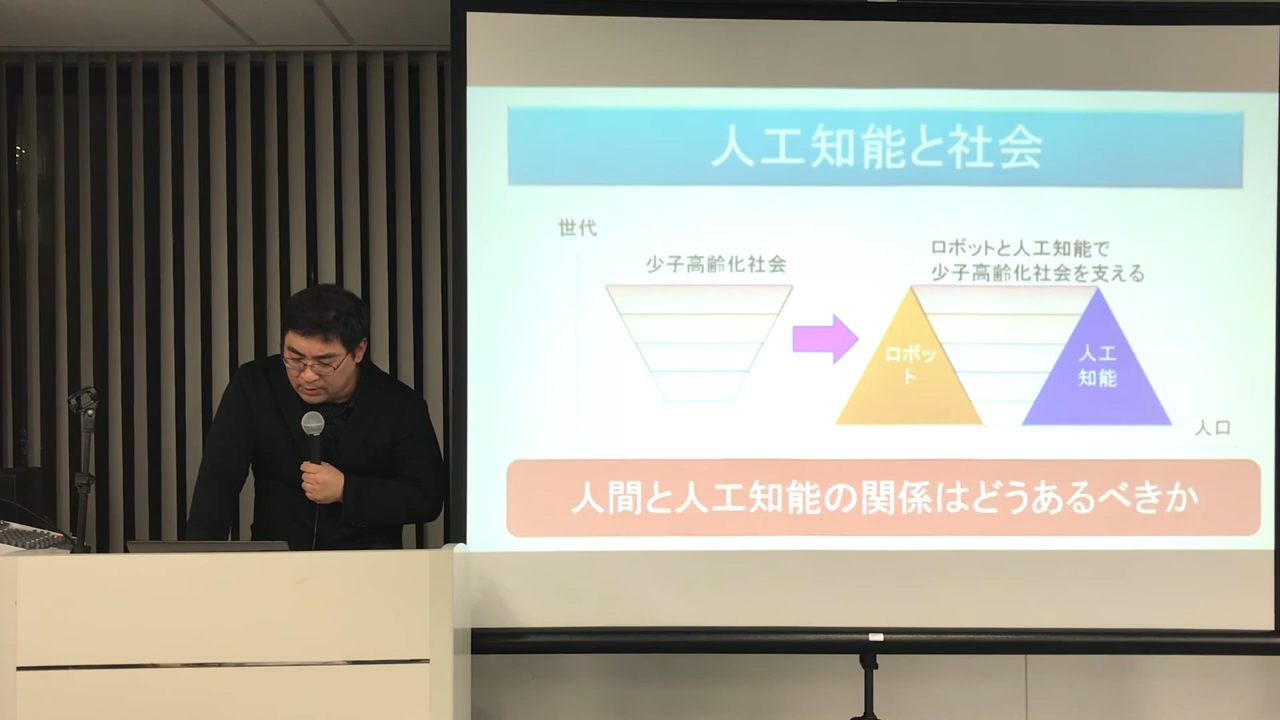 人工知能と社会
世代
少子高齢化社会
ロボットと人工知能で
少子高齢化社会を支える
ロボッ
ト
人工
知能
人口
人間と人工知能の関係はどうあるべきか